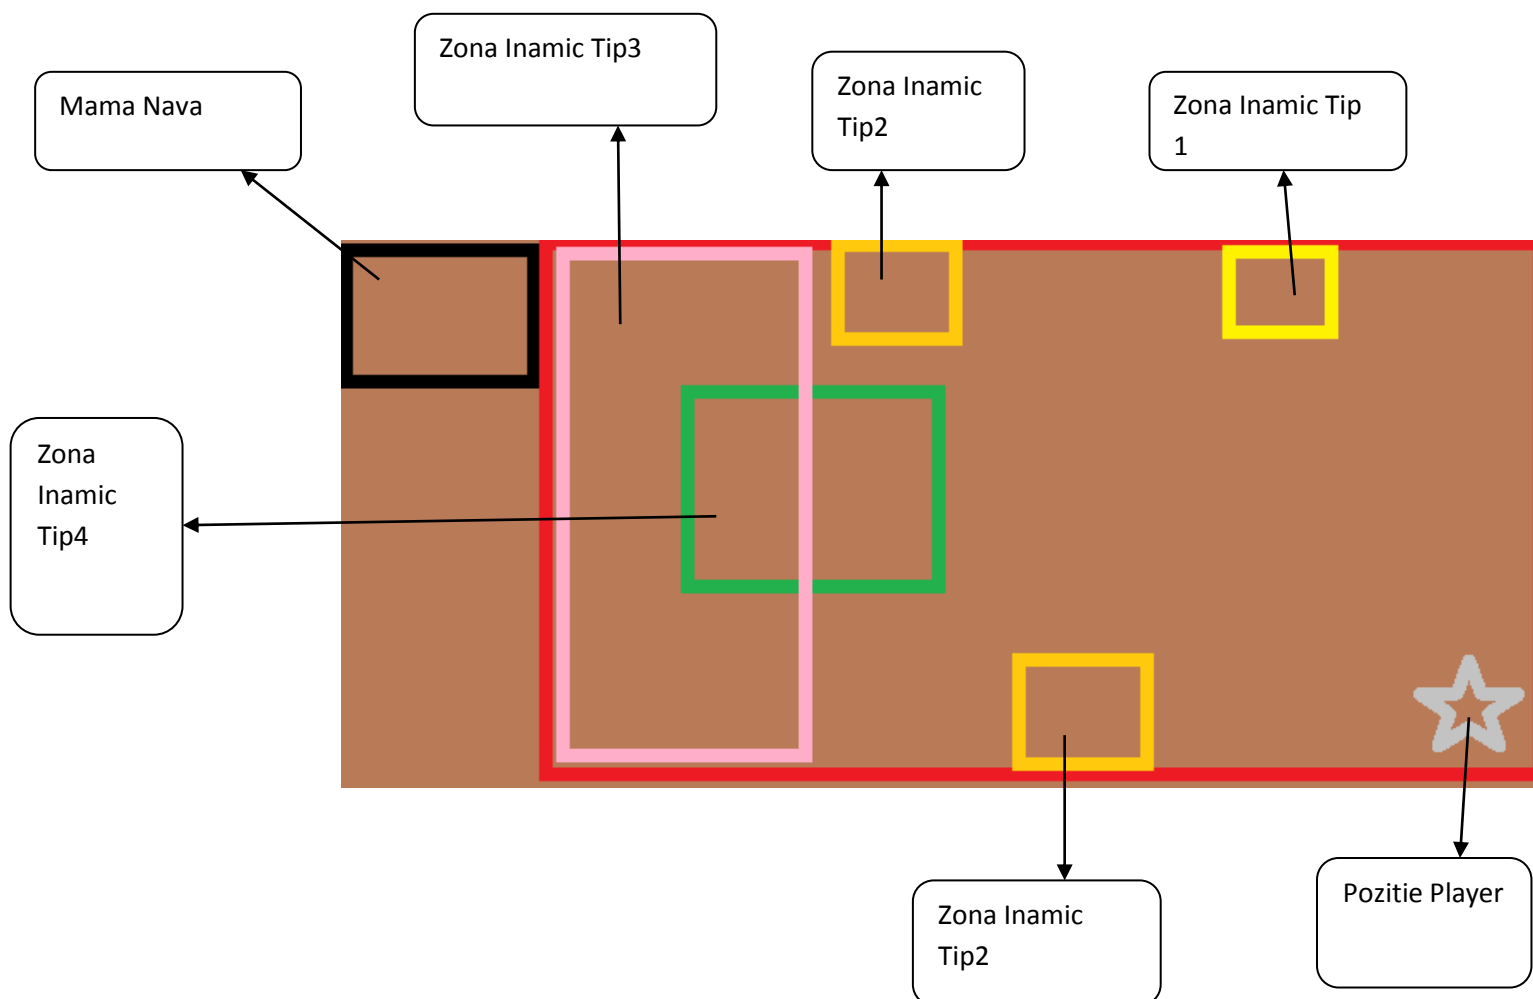 Zona Inamic Tip3
Mama Nava
Zona Inamic
Tip2
Zona Inamic Tip
1
Zona
Inamic
Tip4
Zona Inamic
Tip2
Pozitie Player